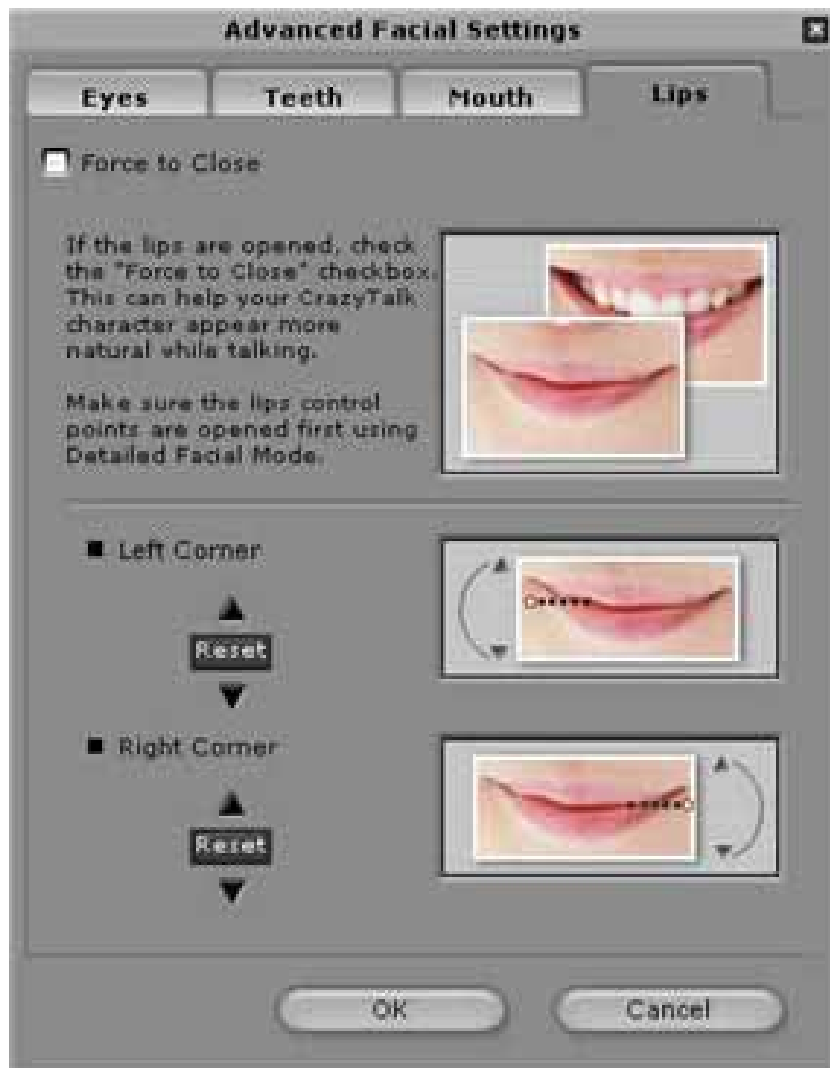 Advanced Facial Settings
Eyes Teeth Mouth Lips
Force to Close
If the lips are opened, check
the "Force to Close" checkbox.
This can help your CrazyTalk
character appear more
natural while talking.
Make sure the lips control
points are opened first using
Detailed Facial Mode.
Left Corner
Reset
Right Corner
Reset
OK Cancel